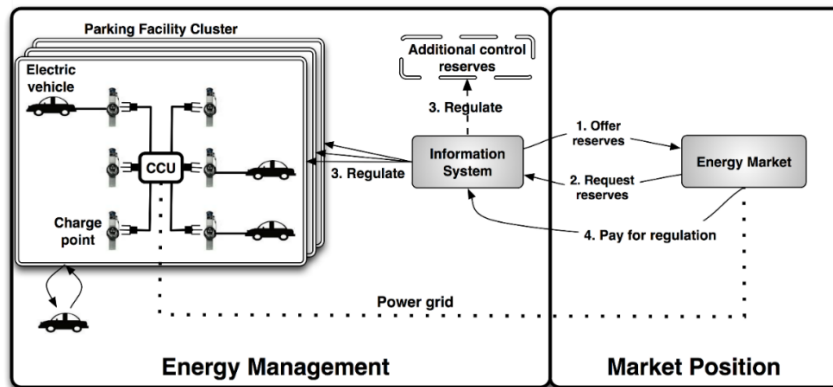 Parking Facility Cluster
Electric
vehicle
CCU
Charge
point
Additional control
reserves
3. Regulate
3. Regulate
Information
System
1. Offer
reserves
2. Request
reserves
4. Pay for regulation
Energy Market
Power grid
Energy Management
Market Position